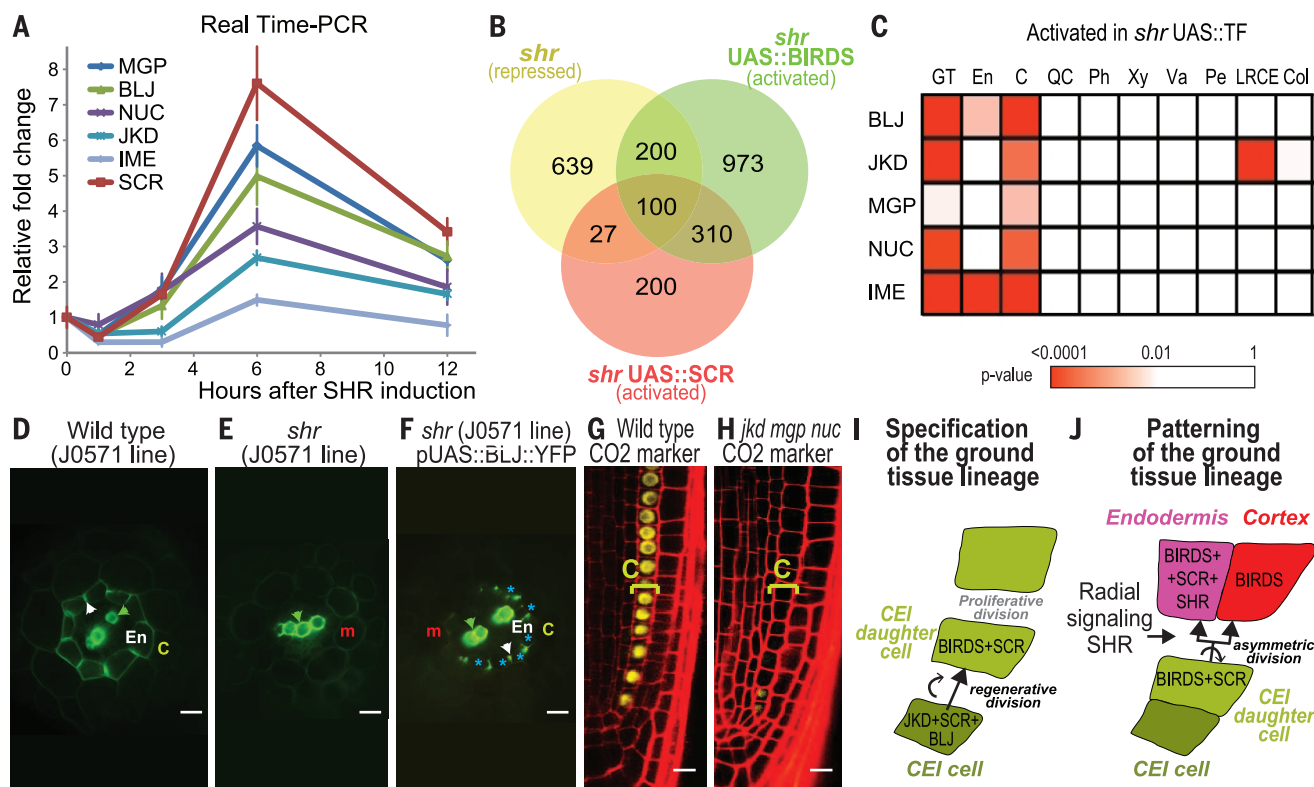 A
Real Time-PCR
Relative fold change
8
7
6
5
4
3
2
1
0
MGP
BLJ
NUC
JKD
IME
SCR
0 2 4 6 8 10 12
Hours after SHR induction
B
shr
(repressed)
shr
UAS::BIRDS
(activated)
639
200
973
100
27
310
200
shr UAS::SCR
(activated)
C
Activated in shr UAS::TF
GT En C QC Ph Xy Va Pe LRCE Col
BLJ
JKD
MGP
NUC
IME
<0.0001 0.01 1
p-value
D
Wild type
(J0571 line)
En
C
E
shr
(J0571 line)
m
F
shr (J0571 line)
pUAS::BLJ::YFP
m
En
C
* * * * * * * *
G
Wild type
CO2 marker
C
H
jkd mgp nuc
CO2 marker
C
I
Specification
of the ground
tissue lineage
Proliferative division
CEI
daughter
cell
BIRDS+SCR
regenerative
division
JKD+SCR+
BLJ
CEI cell
J
Patterning
of the ground
tissue lineage
Endodermis Cortex
BIRDS+
+SCR+
SHR
BIRDS
Radial
signaling
SHR
asymmetric
division
BIRDS+SCR
CEI
daughter
cell
CEI cell